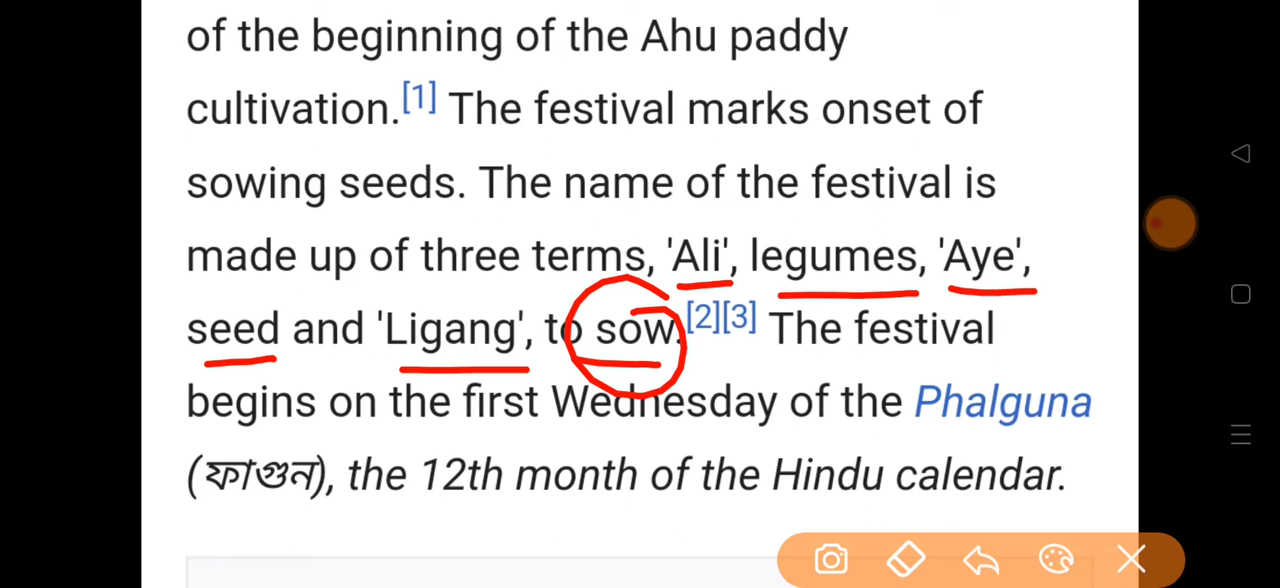 of the beginning of the Ahu paddy
cultivation.[1] The festival marks onset of
sowing seeds. The name of the festival is
made up of three terms, 'Ali', legumes, 'Aye',
seed and 'Ligang', to sow.[2][3] The festival
begins on the first Wednesday of the Phalguna
(ফাগুন), the 12th month of the Hindu calendar.